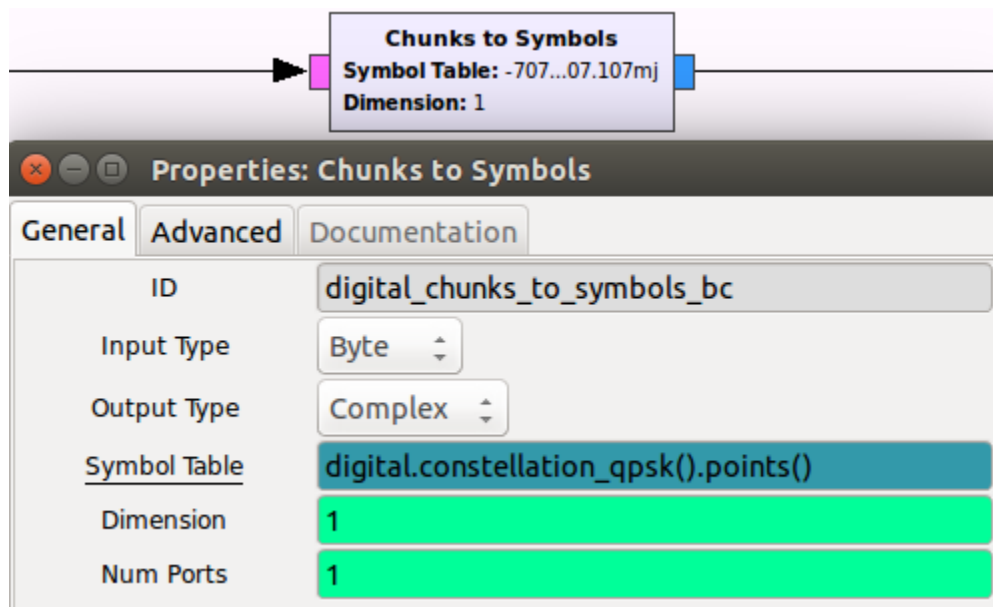 Chunks to Symbols
Symbol Table: -707...07.107mj
Dimension: 1
Properties: Chunks to Symbols
General Advanced Documentation
ID digital_chunks_to_symbols_bc
Input Type Byte
Output Type Complex
Symbol Table digital.constellation_qpsk().points()
Dimension 1
Num Ports 1